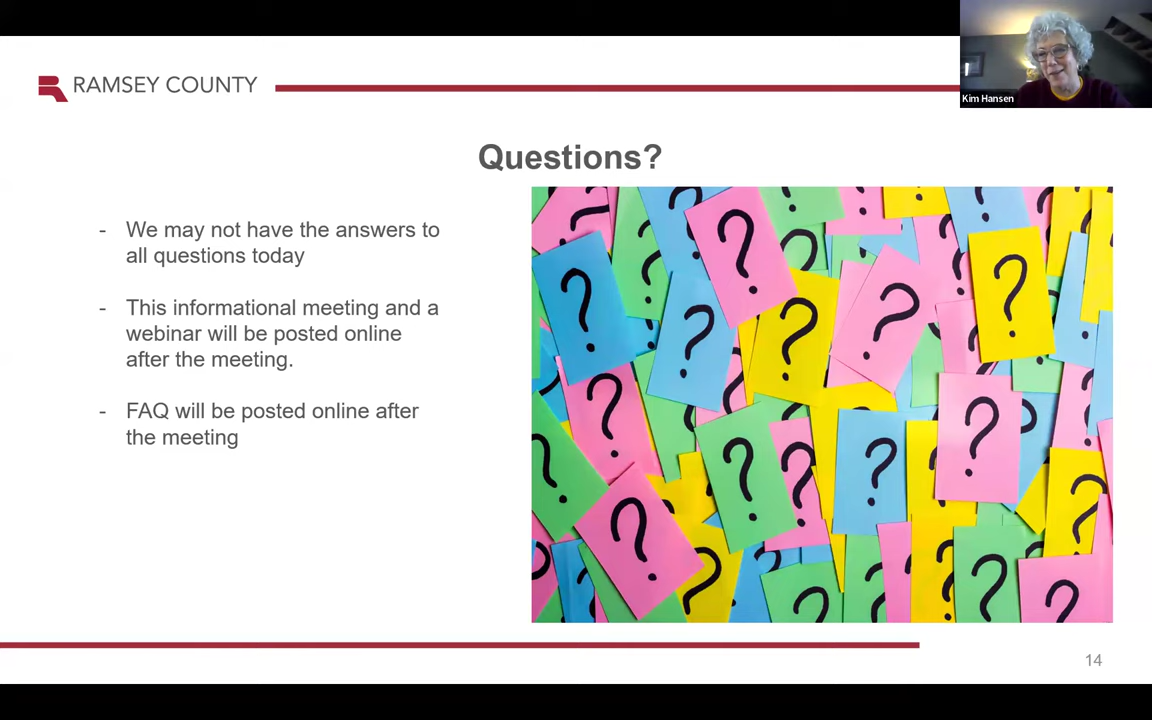 RAMSEY COUNTY
Kim Hansen
Questions?
- We may not have the answers to
all questions today
- This informational meeting and a
webinar will be posted online
after the meeting.
- FAQ will be posted online after
the meeting
14